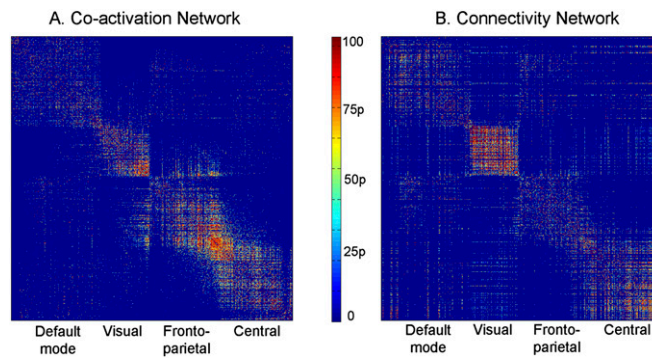 A. Co-activation Network
B. Connectivity Network
100
75p
50p
25p
0
Default mode
Visual
Fronto-parietal
Central
Default mode
Visual
Fronto-parietal
Central